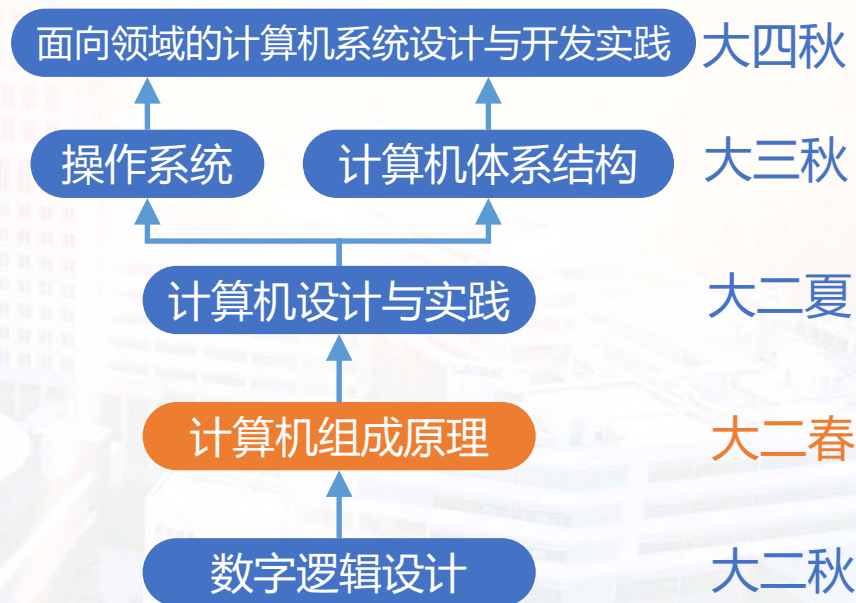 面向领域的计算机系统设计与开发实践 大四秋
操作系统 计算机体系结构 大三秋
计算机设计与实践 大二夏
计算机组成原理 大二春
数字逻辑设计 大二秋